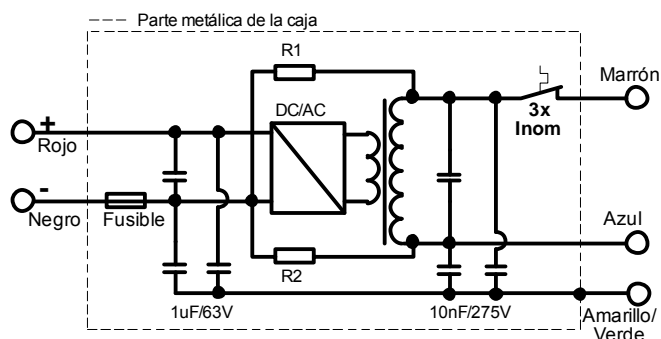 Parte metálica de la caja
R1
Marrón
DC/AC
3x
Inom
+
Rojo
-
Negro
Fusible
Azul
R2
1uF/63V
10nF/275V
Amarillo/
Verde